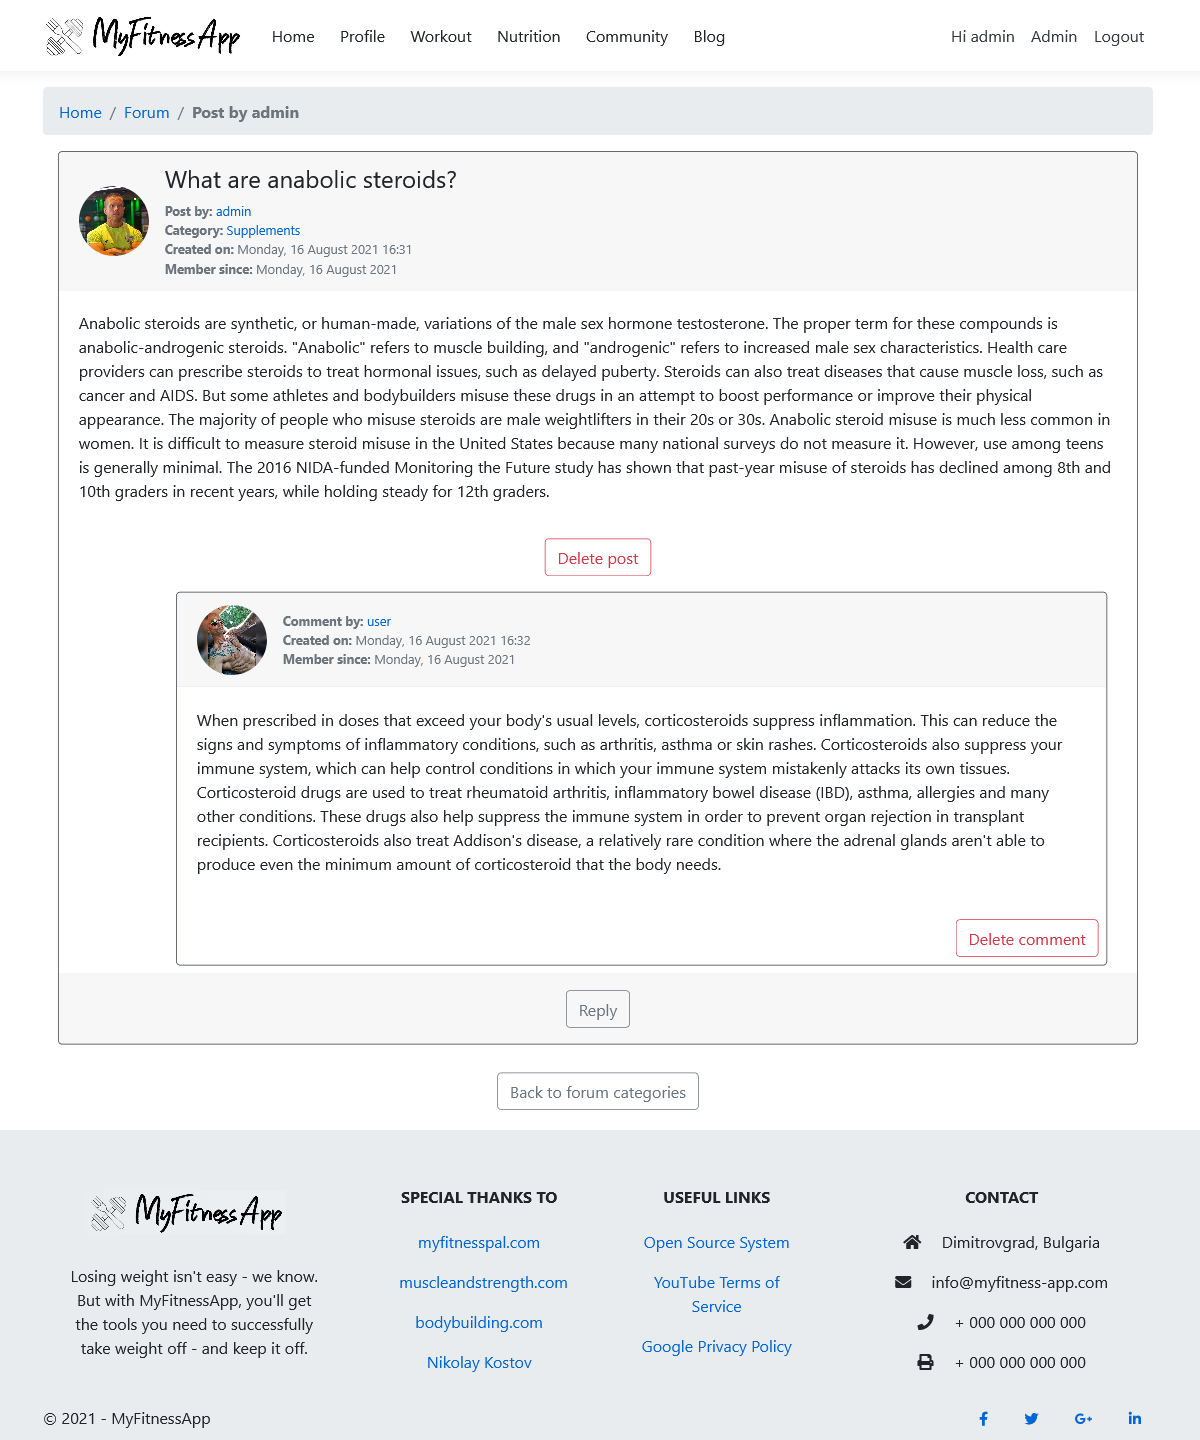 MyFitnessApp Home Profile Workout Nutrition Community Blog Hi admin Admin Logout
Home / Forum / Post by admin
What are anabolic steroids?
Post by: admin
Category: Supplements
Created on: Monday, 16 August 2021 16:31
Member since: Monday, 16 August 2021
Anabolic steroids are synthetic, or human-made, variations of the male sex hormone testosterone. The proper term for these compounds is
anabolic-androgenic steroids. "Anabolic" refers to muscle building, and "androgenic" refers to increased male sex characteristics. Health care
providers can prescribe steroids to treat hormonal issues, such as delayed puberty. Steroids can also treat diseases that cause muscle loss, such as
cancer and AIDS. But some athletes and bodybuilders misuse these drugs in an attempt to boost performance or improve their physical
appearance. The majority of people who misuse steroids are male weightlifters in their 20s or 30s. Anabolic steroid misuse is much less common in
women. It is difficult to measure steroid misuse in the United States because many national surveys do not measure it. However, use among teens
is generally minimal. The 2016 NIDA-funded Monitoring the Future study has shown that past-year misuse of steroids has declined among 8th and
10th graders in recent years, while holding steady for 12th graders.
Delete post
Comment by: user
Created on: Monday, 16 August 2021 16:32
Member since: Monday, 16 August 2021
When prescribed in doses that exceed your body's usual levels, corticosteroids suppress inflammation. This can reduce the
signs and symptoms of inflammatory conditions, such as arthritis, asthma or skin rashes. Corticosteroids also suppress your
immune system, which can help control conditions in which your immune system mistakenly attacks its own tissues.
Corticosteroid drugs are used to treat rheumatoid arthritis, inflammatory bowel disease (IBD), asthma, allergies and many
other conditions. These drugs also help suppress the immune system in order to prevent organ rejection in transplant
recipients. Corticosteroids also treat Addison's disease, a relatively rare condition where the adrenal glands aren't able to
produce even the minimum amount of corticosteroid that the body needs.
Delete comment
Reply
Back to forum categories
MyFitnessApp
Losing weight isn't easy - we know.
But with MyFitnessApp, you'll get
the tools you need to successfully
take weight off - and keep it off.
SPECIAL THANKS TO
myfitnesspal.com
muscleandstrength.com
bodybuilding.com
Nikolay Kostov
USEFUL LINKS
Open Source System
YouTube Terms of
Service
Google Privacy Policy
CONTACT
Dimitrovgrad, Bulgaria
info@myfitness-app.com
+ 000 000 000 000
+ 000 000 000 000
© 2021 - MyFitnessApp